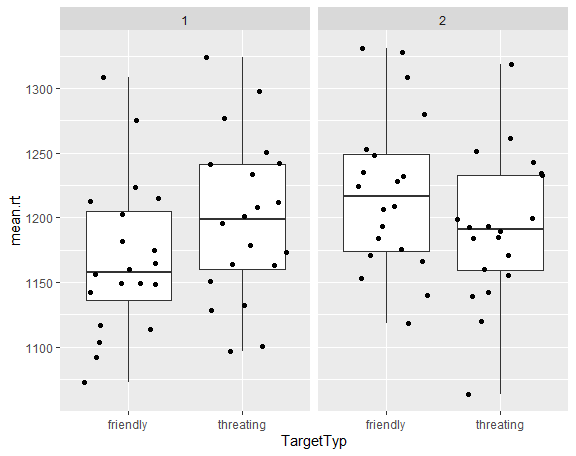 1 2
mean.rt
1300
1250
1200
1150
1100
friendly threating friendly threating
TargetTyp